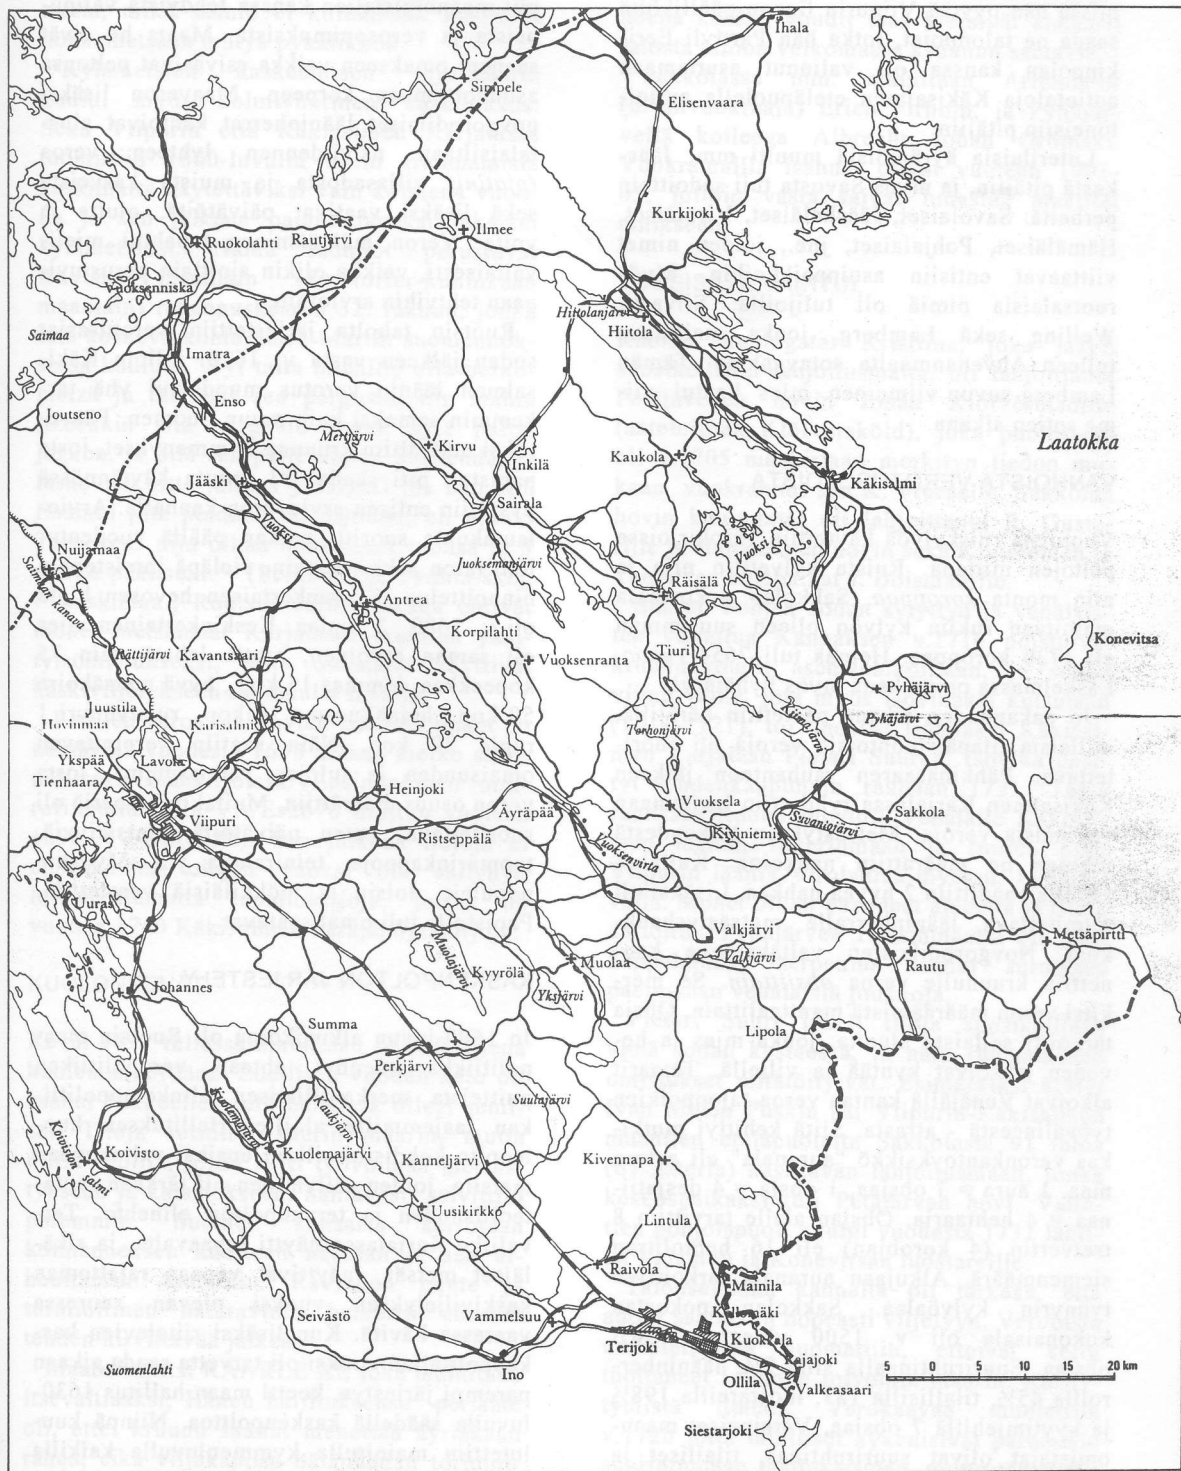 Ihala
Simpele
Elisenvaara
Kurkijoki
Ruokolahti
Rautjärvi
Ilmee
Vuoksenniska
Hiitolanjärvi
Hiitola
Saimaa
Imatra
Enso
Joutseno
Mertjärvi
Kirvu
Laatokka
Inkilä
Kaukola
Käkisalmi
Jääski
Sairala
Vuoksi
Vuoksi
Nuijamaa
Juoksemanjärvi
Räisälä
Saiman kanava
Antrea
Korpilahti
Konevitsa
Rättijärvi
Kavantsaari
Vuoksenranta
Tiuri
Pyhäjärvi
Juustila
Pyhäjärvi
Hovinmaa
Karisalmi
Torhonjärvi
Ykspää
Lavola
Tienhaara
Heinjoki
Viipuri
Äyräpää
Vuoksela
Sakkola
Ristseppälä
Kiviniemi
Suvantojärvi
Vuoksenvirta
Uuras
Valkjärvi
Metsäpirtti
Muolajärvi
Kyyrölä
Muolaa
Valkjärvi
Rautu
Johannes
Yksjärvi
Summa
Lipola
Perkjärvi
Kuolemajärvi
Kaukjärvi
Suulajärvi
Koiviston salmi
Koivisto
Kuolemajärvi
Kanneljärvi
Kivennapa
Uusikirkko
Lintula
Raivola
Mainila
Seivästö
Vammelsuu
Kellomäki
Terijoki
Kuokkala
Rajajoki
Suomenlahti
Ino
Ollila
Valkeasaari
5 0 5 10 15 20 km
Siestarjoki